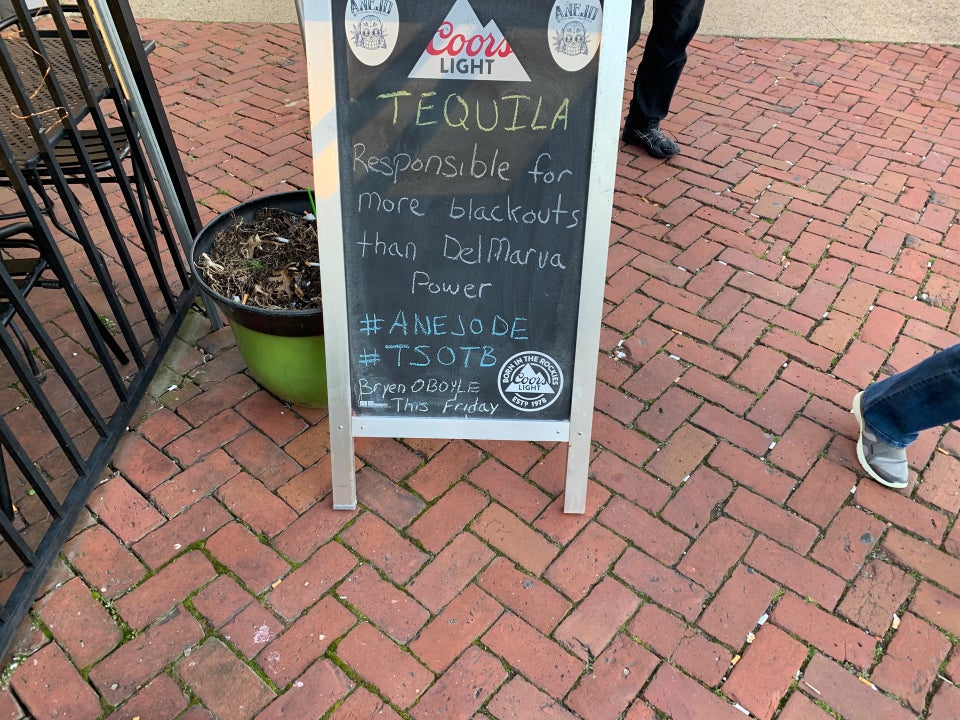 AÑEJO
Coors
LIGHT
AÑEJO
TEQUILA
Responsible for
more blackouts
than DelMarva
Power
#ANEJODE
#TSOTB
Bryen OBOYLE
This Friday
BORN IN THE ROCKIES
Coors
LIGHT
ESTD 1978